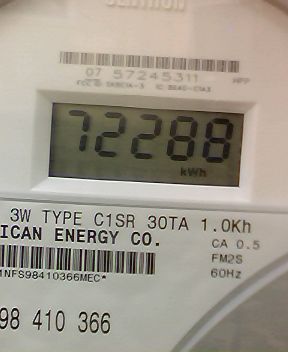 CENTRON
07 57245311
72288
kWh
3W TYPE C1SR 30TA 1.0Kh
ICAN ENERGY CO.
CA 0.5
FM2S
60Hz
1NFS98410366MEC*
98 410 366